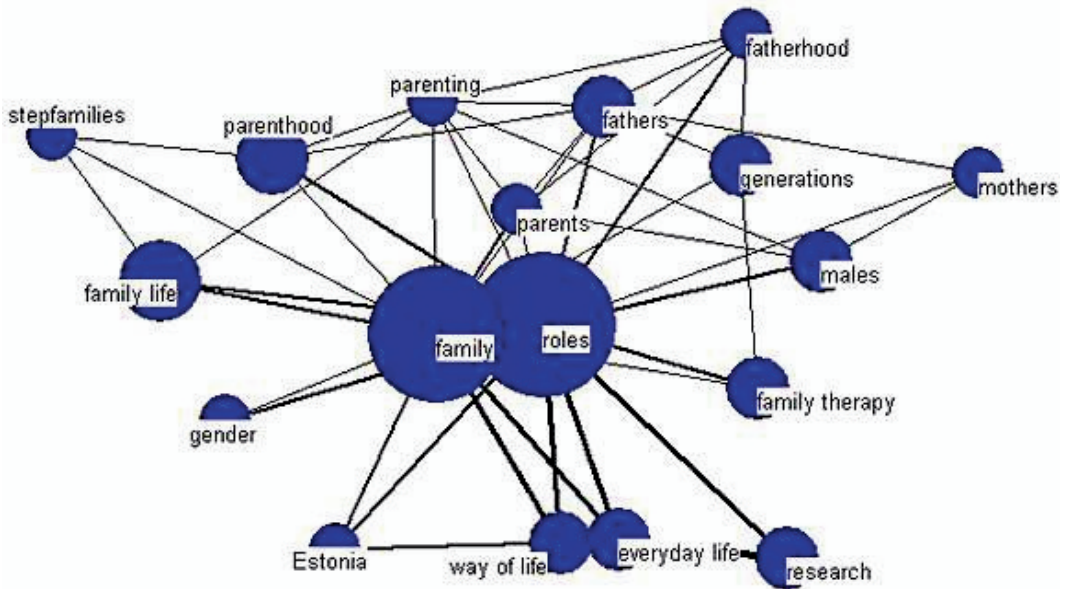 fatherhood
parenting
stepfamilies
parenthood
fathers
generations
mothers
parents
males
family life
roles
family
family therapy
gender
everyday life
Estonia
way of life
research